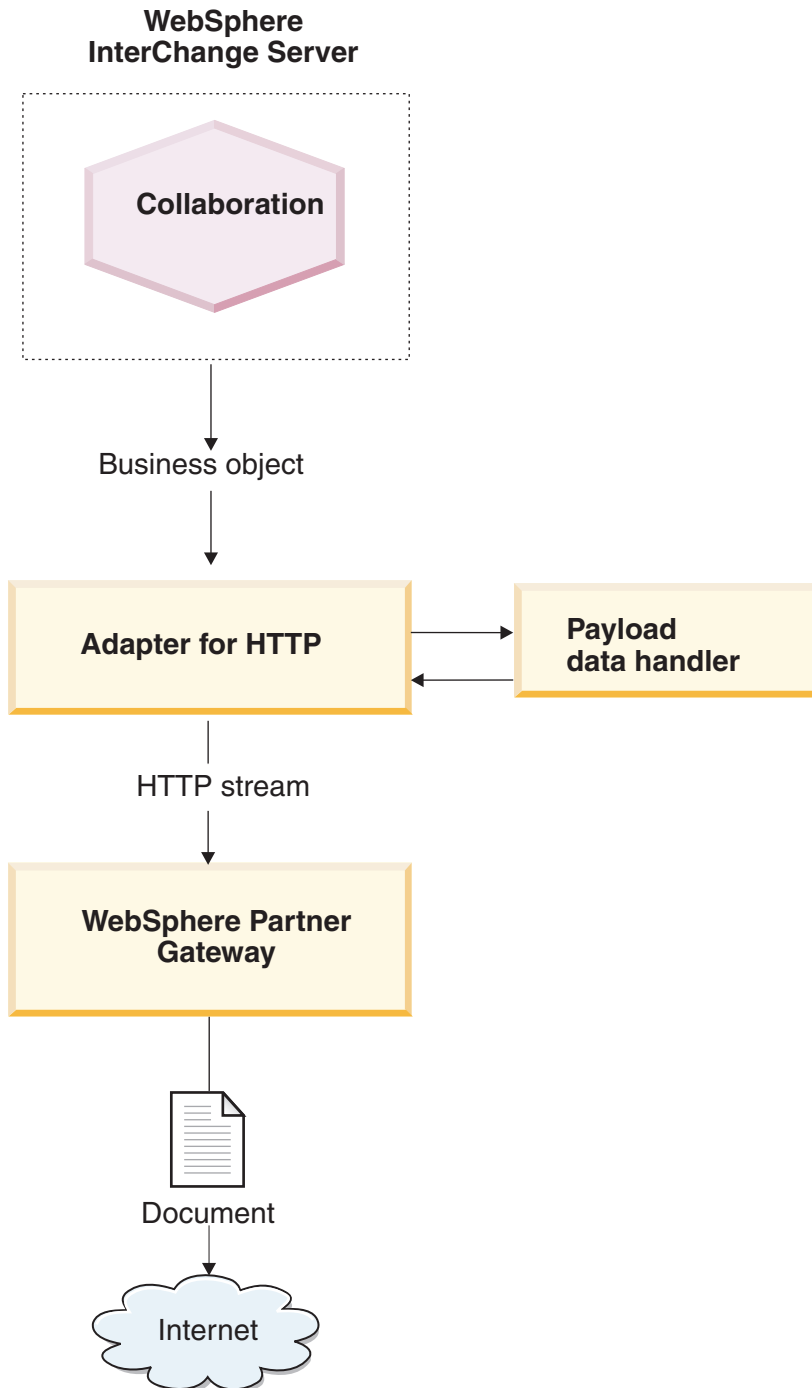 WebSphere
InterChange Server
Collaboration
Business object
Adapter for HTTP
Payload
data handler
HTTP stream
WebSphere Partner
Gateway
Document
Internet